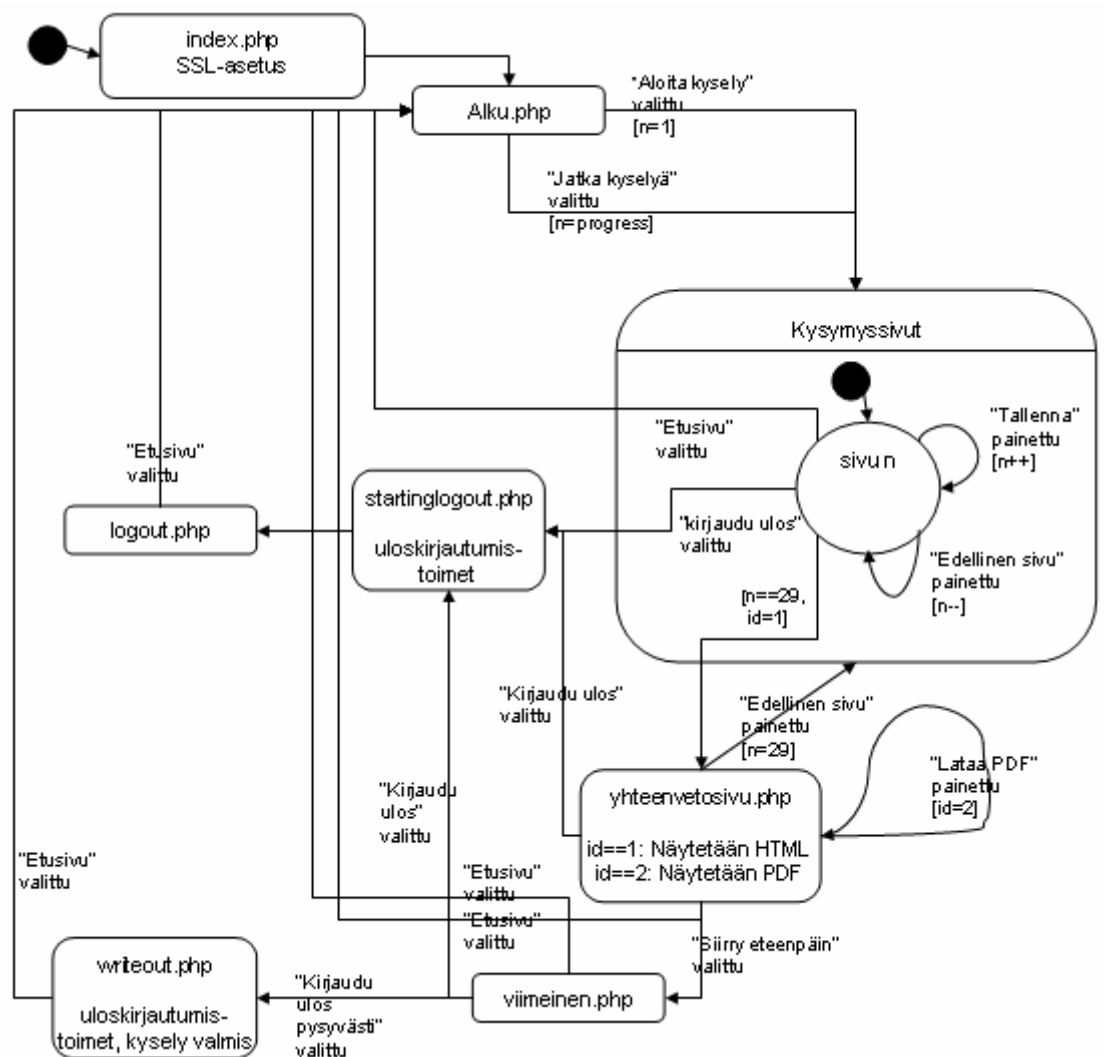 index.php
SSL-asetus
Alku.php
"Aloita kysely"
valittu
[n=1]
"Jatka kyselyä"
valittu
[n=progress]
Kysymyssivut
"Etusivu"
valittu
sivu n
"Tallenna"
painettu
[n++]
"Etusivu"
valittu
startinglogout.php
uloskirjautumis-
toimet
logout.php
"kirjaudu ulos"
valittu
"Edellinen sivu"
painettu
[n--]
[n==29,
id=1]
"Kirjaudu ulos"
valittu
"Edellinen sivu"
painettu
[n=29]
"Lataa PDF"
painettu
[id=2]
yhteenvetosivu.php
id==1: Näytetään HTML
id==2: Näytetään PDF
"Kirjaudu
ulos"
valittu
"Etusivu"
valittu
"Etusivu"
valittu
"Etusivu"
valittu
"Siirry eteenpäin"
valittu
writeout.php
uloskirjautumis-
toimet, kysely valmis
"Kirjaudu
ulos
pysyvästi"
valittu
viimeinen.php